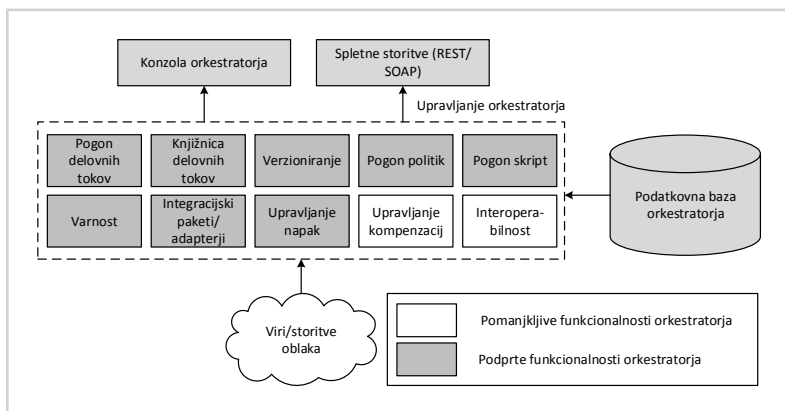 Konzola orkestratorja
Spletne storitve (REST/
SOAP)
Upravljanje orkestratorja
Pogon
delovnih
tokov
Knjižnica
delovnih
tokov
Verzioniranje
Pogon politik
Pogon skript
Varnost
Integracijski
paketi/
adapterji
Upravljanje
napak
Upravljanje
kompenzacij
Interopera-
bilnost
Podatkovna baza
orkestratorja
Viri/storitve
oblaka
Pomanjkljive funkcionalnosti orkestratorja
Podprte funkcionalnosti orkestratorja